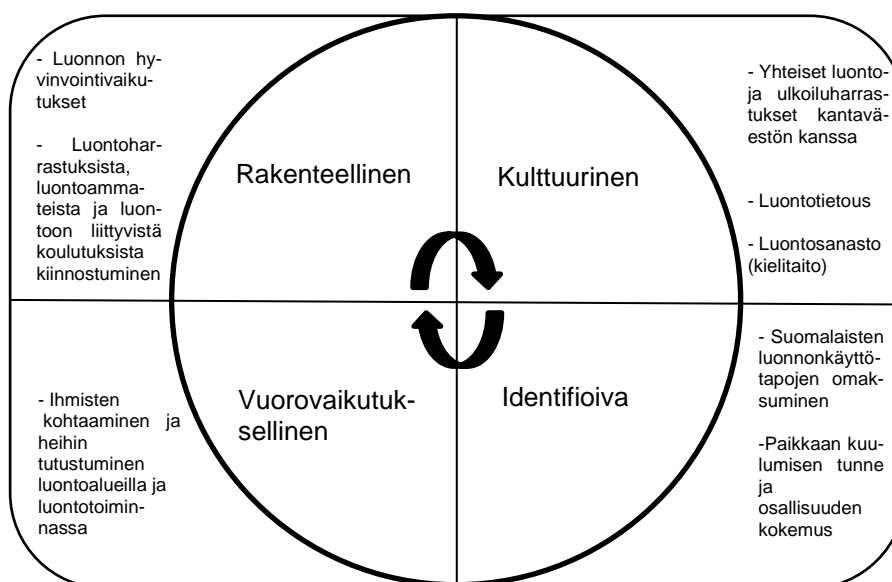 - Luonnon hy-
vinvointivaiku-
tukset
- Luontohar-
rastuksista,
luontoamma-
teista ja luon-
toon liittyvistä
koulutuksista
kiinnostuminen
Rakenteellinen
Kulttuurinen
- Yhteiset luonto-
ja ulkoiluharras-
tukset kantavä-
estön kanssa
- Luontotietous
- Luontosanasto
(kielitaito)
- Ihmisten
kohtaaminen ja
heihin
tutustuminen
luontoalueilla ja
luontotoimin-
nassa
Vuorovaikutuk-
sellinen
Identifioiva
- Suomalaisten
luonnonkäyttö-
tapojen omak-
suminen
-Paikkaan kuu-
lumisen tunne
ja
osallisuuden
kokemus